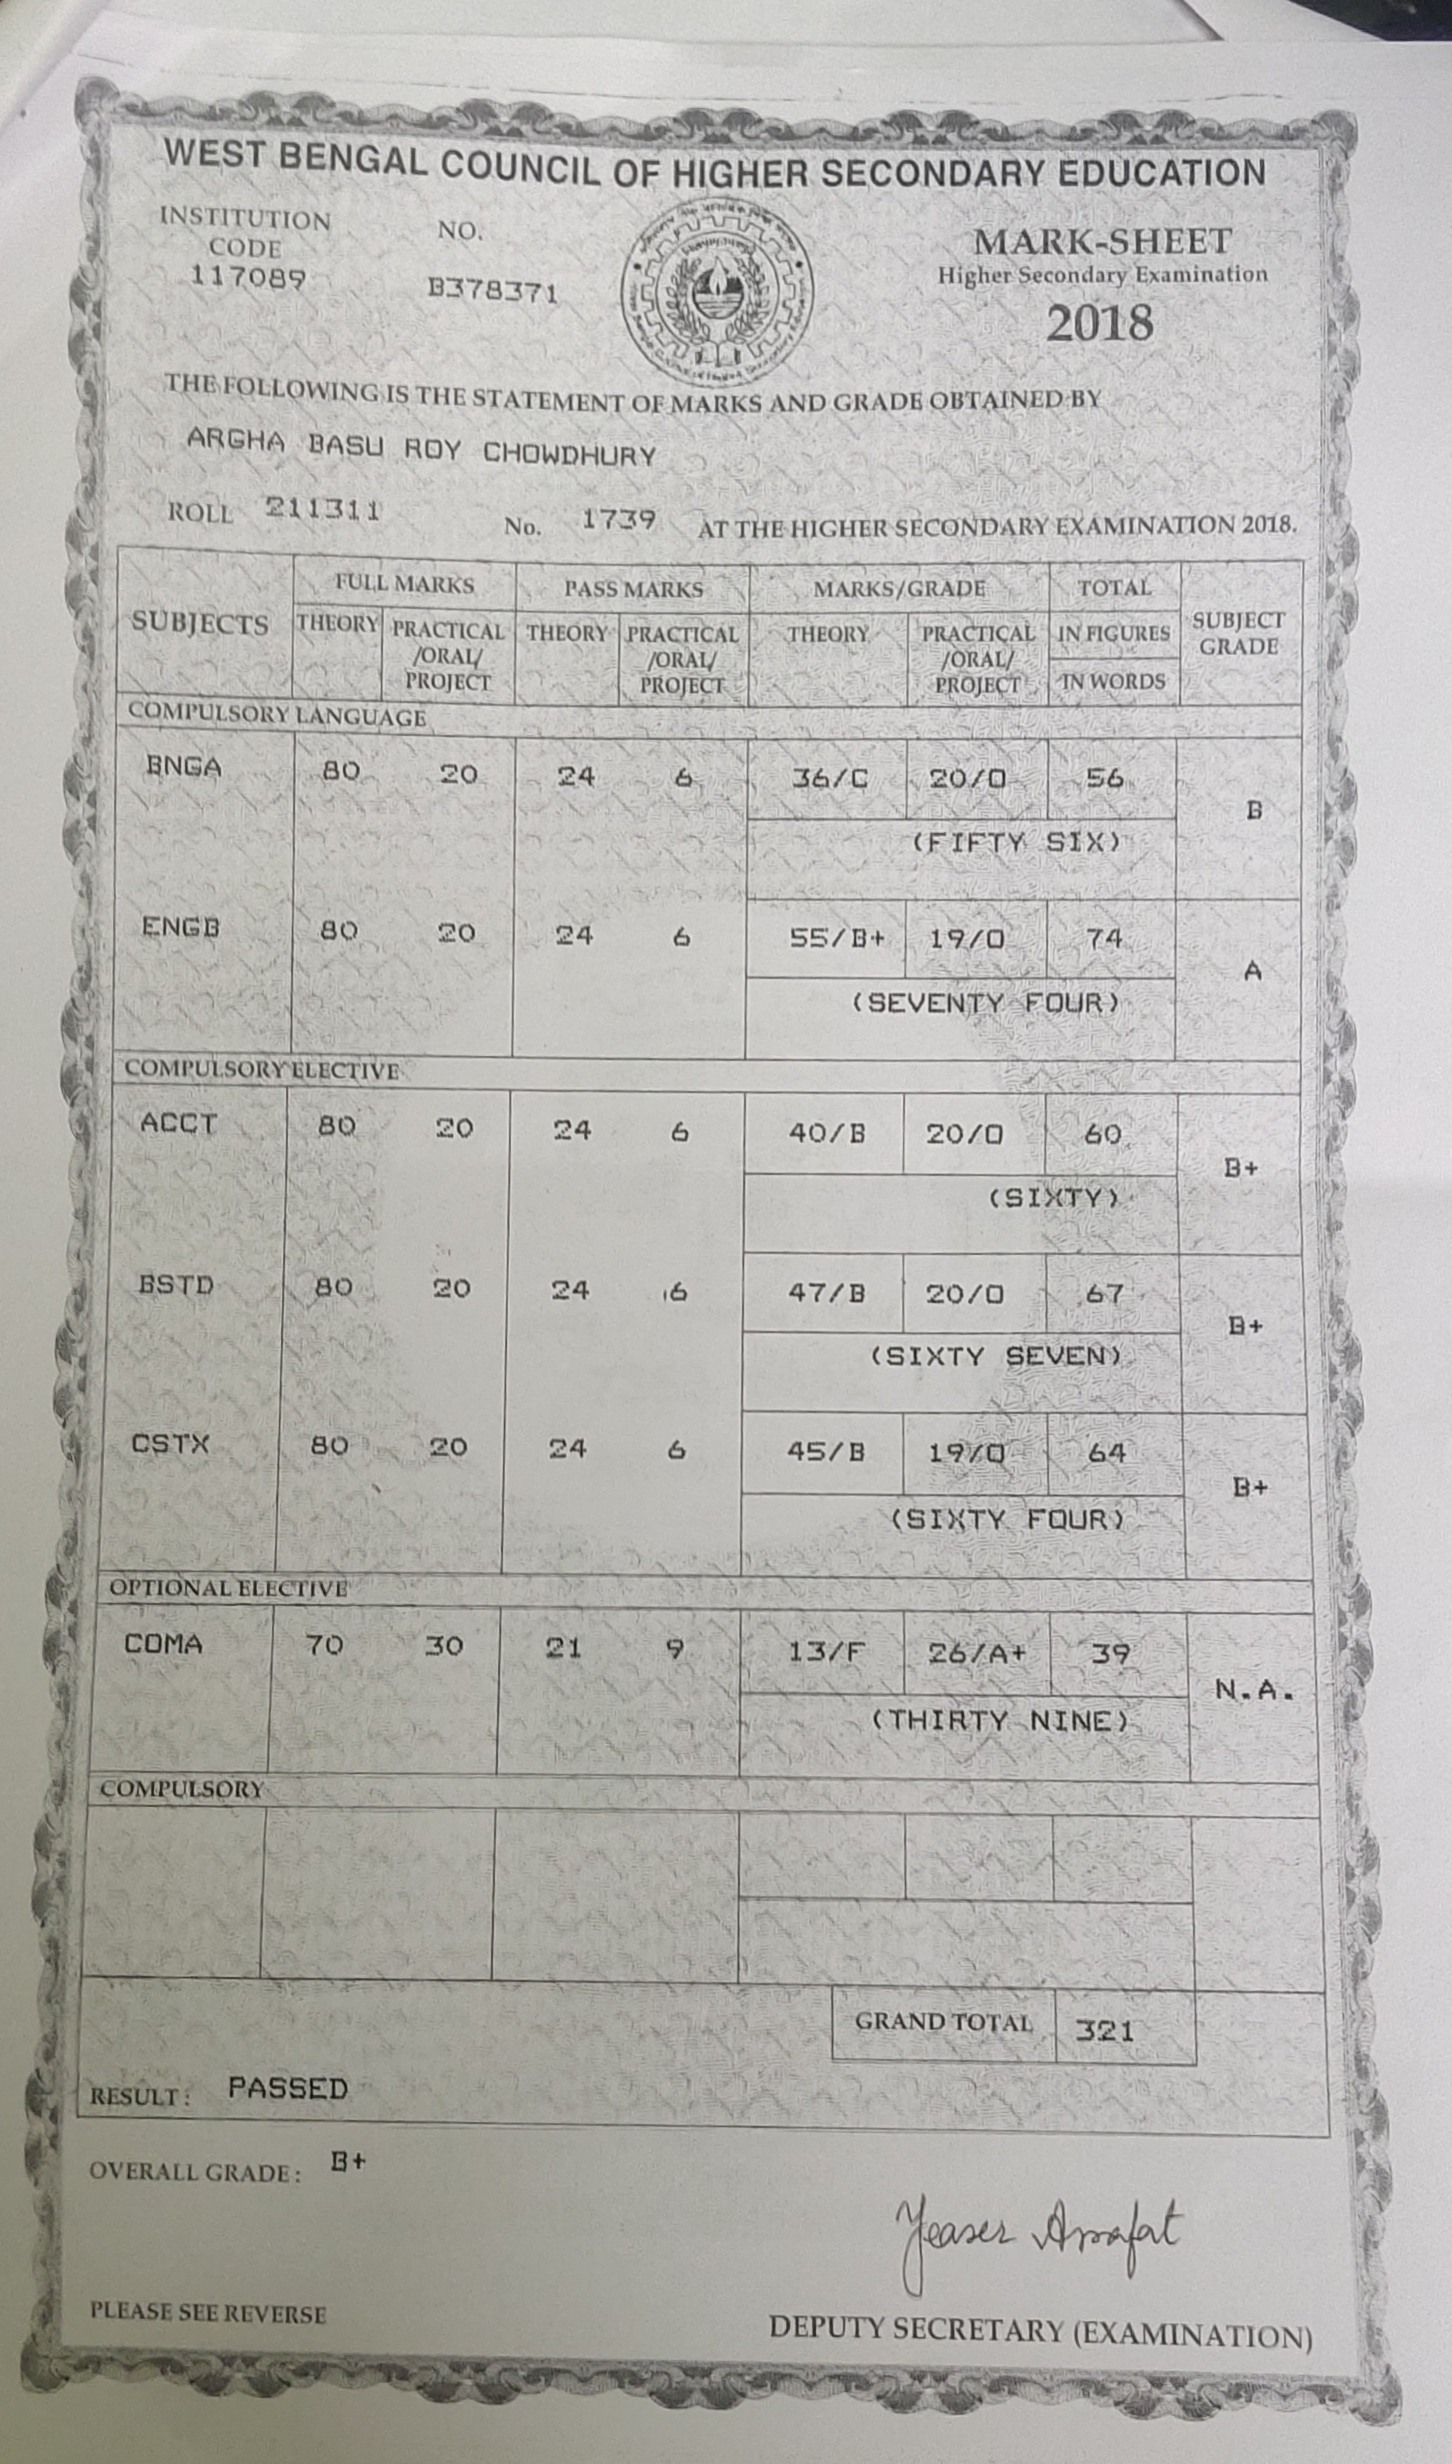 WEST BENGAL COUNCIL OF HIGHER SECONDARY EDUCATION
INSTITUTION CODE
117089
NO.
B378371
MARK-SHEET
Higher Secondary Examination
2018
THE FOLLOWING IS THE STATEMENT OF MARKS AND GRADE OBTAINED BY
ARGHA BASU ROY CHOWDHURY
ROLL 211311 No. 1739 AT THE HIGHER SECONDARY EXAMINATION 2018.
SUBJECTS FULL MARKS PASS MARKS MARKS/GRADE TOTAL SUBJECT GRADE
THEORY PRACTICAL /ORAL/ PROJECT THEORY PRACTICAL /ORAL/ PROJECT THEORY PRACTICAL /ORAL/ PROJECT IN FIGURES IN WORDS
COMPULSORY LANGUAGE
BNGA 80 20 24 6 36/C 20/O 56 B
(FIFTY SIX)
ENGB 80 20 24 6 55/B+ 19/O 74 A
(SEVENTY FOUR)
COMPULSORY ELECTIVE
ACCT 80 20 24 6 40/B 20/O 60 B+
(SIXTY)
BSTD 80 20 24 6 47/B 20/O 67 B+
(SIXTY SEVEN)
CSTX 80 20 24 6 45/B 19/O 64 B+
(SIXTY FOUR)
OPTIONAL ELECTIVE
COMA 70 30 21 9 13/F 26/A+ 39 N.A.
(THIRTY NINE)
COMPULSORY
GRAND TOTAL 321
RESULT: PASSED
OVERALL GRADE: B+
Yeaser Arrafat
PLEASE SEE REVERSE
DEPUTY SECRETARY (EXAMINATION)